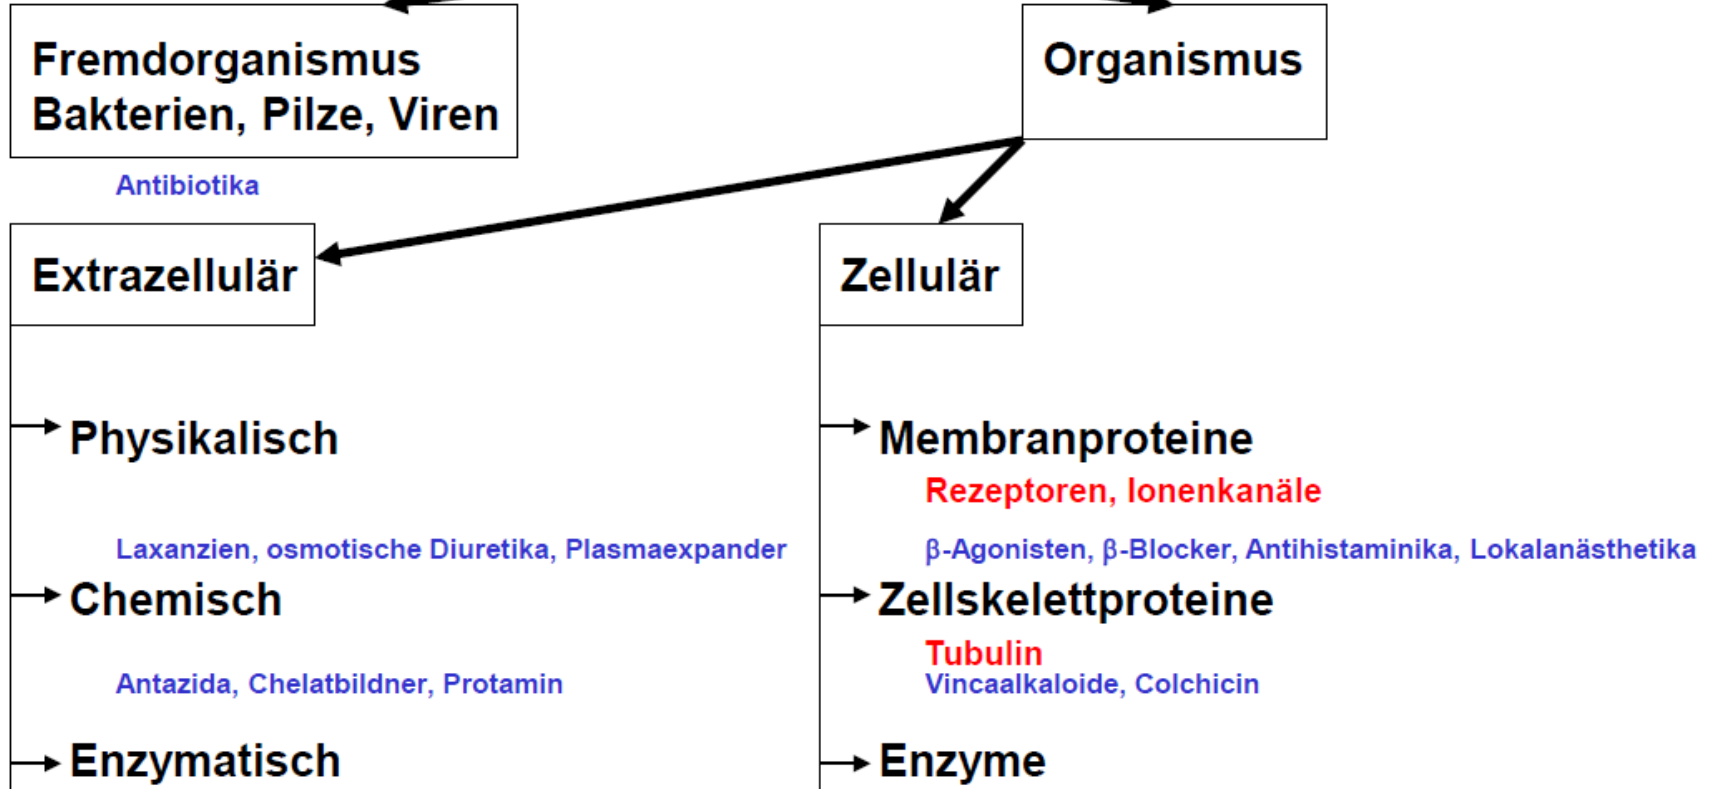 Fremdorganismus
Bakterien, Pilze, Viren
Organismus
Antibiotika
Extrazellulär
Zellulär
Physikalisch
Laxanzien, osmotische Diuretika, Plasmaexpander
Chemisch
Antazida, Chelatbildner, Protamin
Enzymatisch
Membranproteine
Rezeptoren, Ionenkanäle
β-Agonisten, β-Blocker, Antihistaminika, Lokalanästhetika
Zellskelettproteine
Tubulin
Vincaalkaloide, Colchicin
Enzyme